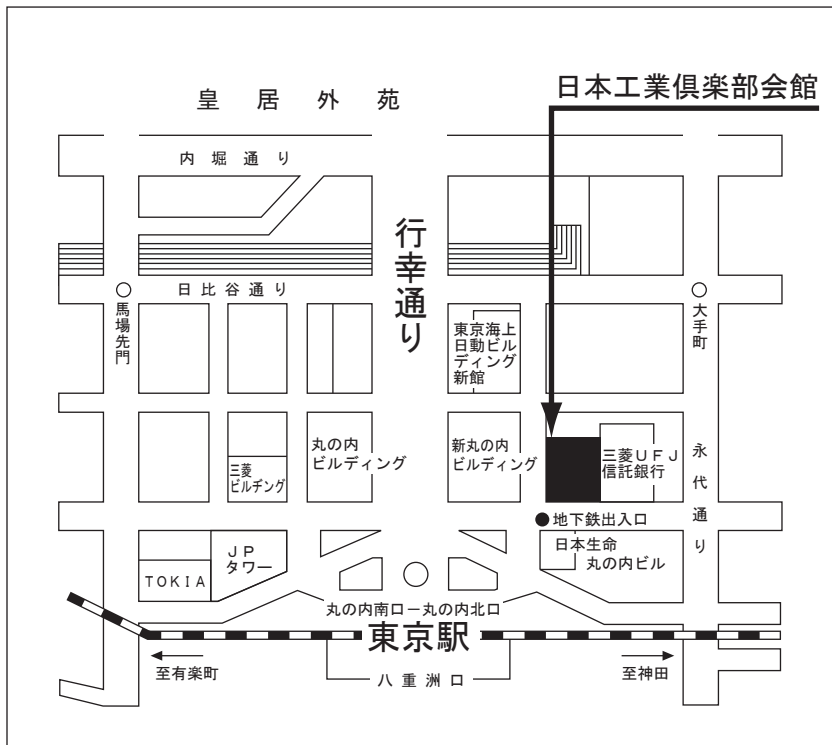 日本工業倶楽部会館
皇居外苑
内堀通り
行幸通り
日比谷通り
馬場先門
大手町
東京海上
日動ビル
ディング
新館
丸の内
ビルディング
新丸の内
ビルディング
三菱
ビルヂング
三菱UFJ
信託銀行
永代通り
地下鉄出入口
日本生命
丸の内ビル
JP
タワー
TOKIA
丸の内南口ー丸の内北口
東京駅
至有楽町
八重洲口
至神田